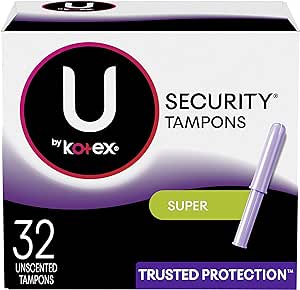 U
by Kotex®
SECURITY®
TAMPONS
SUPER
32
UNSCENTED
TAMPONS
TRUSTED PROTECTION™